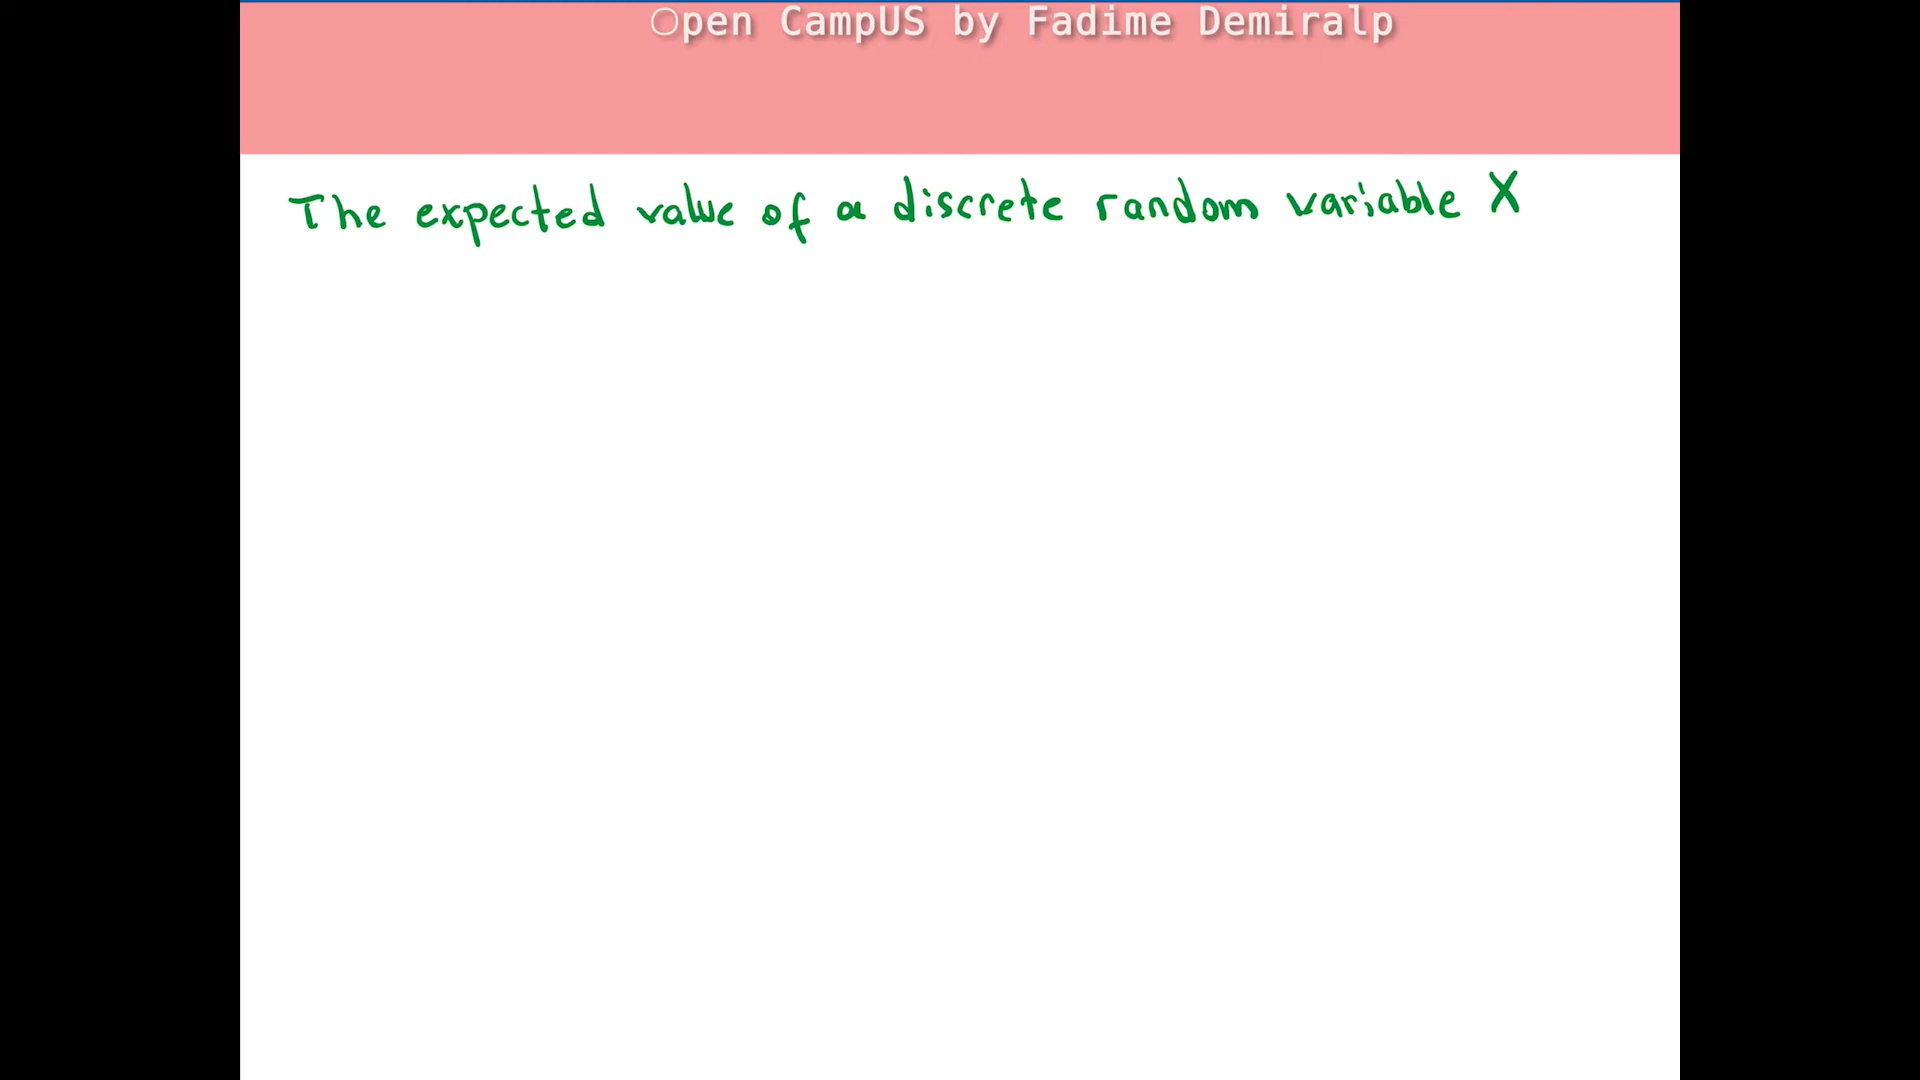 Open CampUS by Fadime Demiralp
The expected value of a discrete random variable X